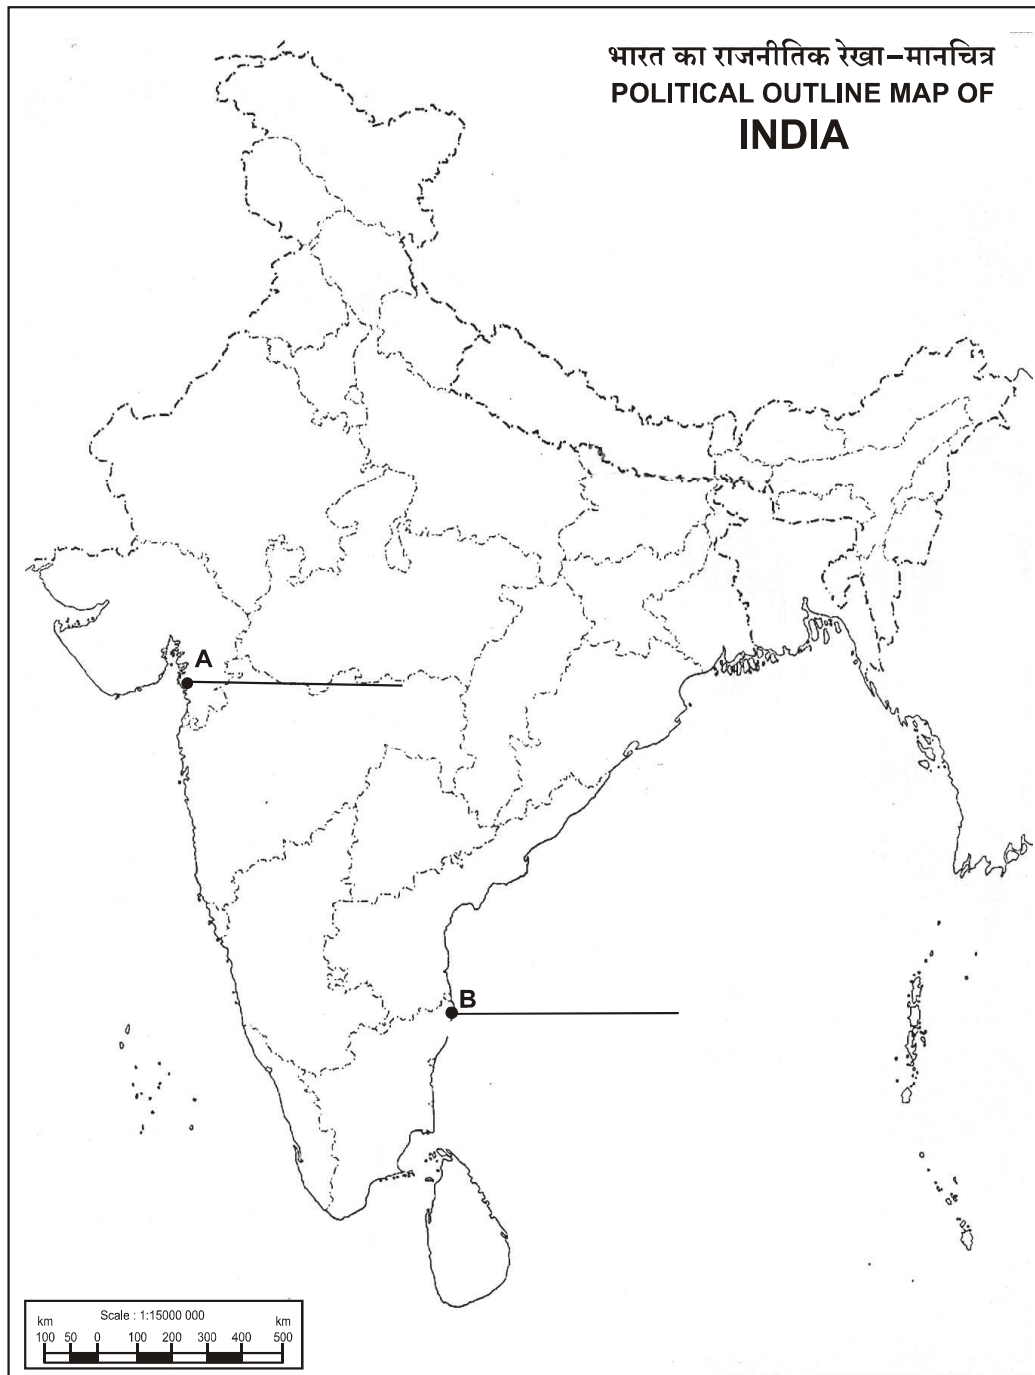 भारत का राजनीतिक रेखा–मानचित्र
POLITICAL OUTLINE MAP OF
INDIA
A
B
Scale : 1:15000 000
km km
100 50 0 100 200 300 400 500